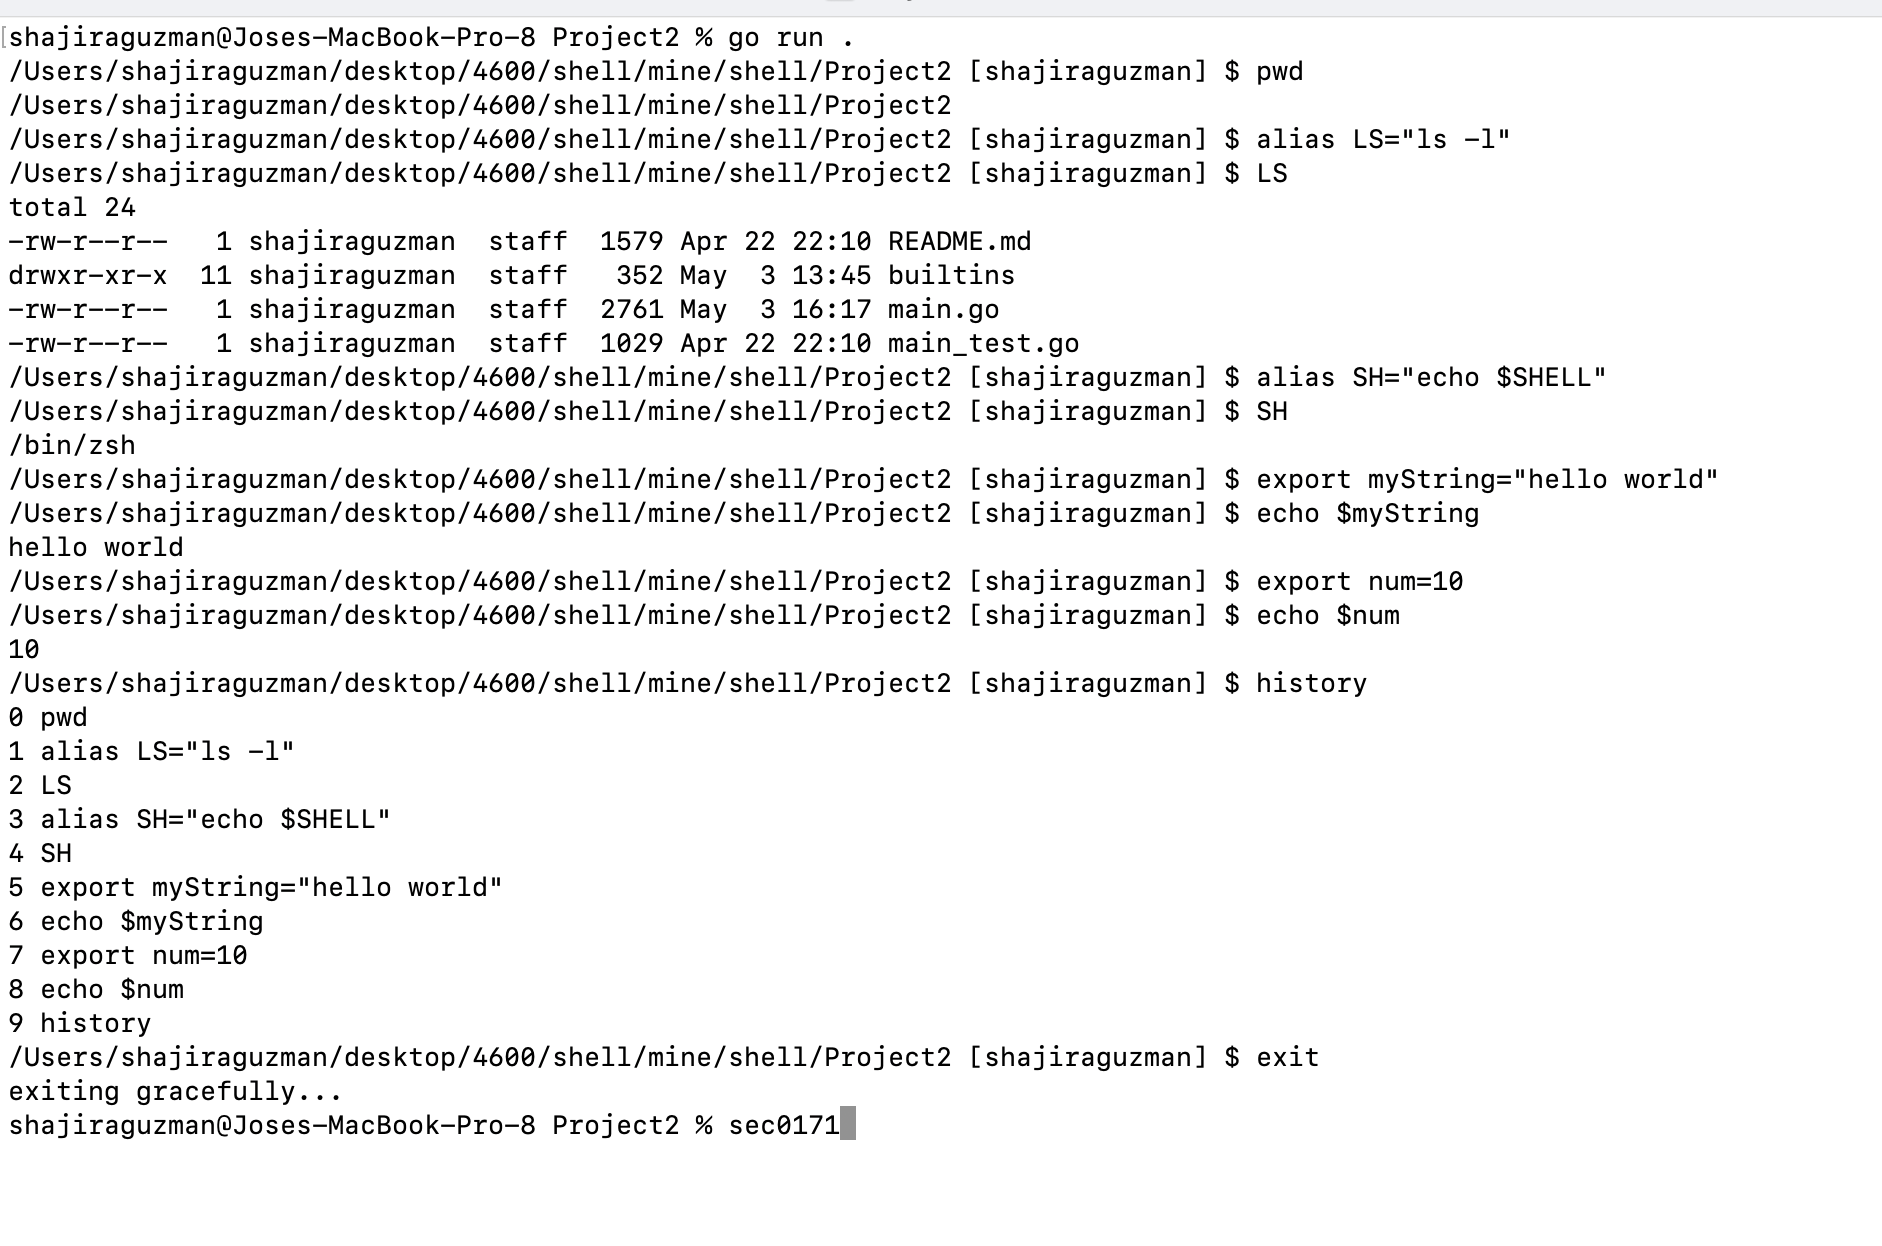 shajiraguzman@Joses-MacBook-Pro-8 Project2 % go run .
/Users/shajiraguzman/desktop/4600/shell/mine/shell/Project2 [shajiraguzman] $ pwd
/Users/shajiraguzman/desktop/4600/shell/mine/shell/Project2
/Users/shajiraguzman/desktop/4600/shell/mine/shell/Project2 [shajiraguzman] $ alias LS="ls -l"
/Users/shajiraguzman/desktop/4600/shell/mine/shell/Project2 [shajiraguzman] $ LS
total 24
-rw-r--r--   1 shajiraguzman  staff  1579 Apr 22 22:10 README.md
drwxr-xr-x  11 shajiraguzman  staff   352 May  3 13:45 builtins
-rw-r--r--   1 shajiraguzman  staff  2761 May  3 16:17 main.go
-rw-r--r--   1 shajiraguzman  staff  1029 Apr 22 22:10 main_test.go
/Users/shajiraguzman/desktop/4600/shell/mine/shell/Project2 [shajiraguzman] $ alias SH="echo $SHELL"
/Users/shajiraguzman/desktop/4600/shell/mine/shell/Project2 [shajiraguzman] $ SH
/bin/zsh
/Users/shajiraguzman/desktop/4600/shell/mine/shell/Project2 [shajiraguzman] $ export myString="hello world"
/Users/shajiraguzman/desktop/4600/shell/mine/shell/Project2 [shajiraguzman] $ echo $myString
hello world
/Users/shajiraguzman/desktop/4600/shell/mine/shell/Project2 [shajiraguzman] $ export num=10
/Users/shajiraguzman/desktop/4600/shell/mine/shell/Project2 [shajiraguzman] $ echo $num
10
/Users/shajiraguzman/desktop/4600/shell/mine/shell/Project2 [shajiraguzman] $ history
0 pwd
1 alias LS="ls -l"
2 LS
3 alias SH="echo $SHELL"
4 SH
5 export myString="hello world"
6 echo $myString
7 export num=10
8 echo $num
9 history
/Users/shajiraguzman/desktop/4600/shell/mine/shell/Project2 [shajiraguzman] $ exit
exiting gracefully...
shajiraguzman@Joses-MacBook-Pro-8 Project2 % sec0171